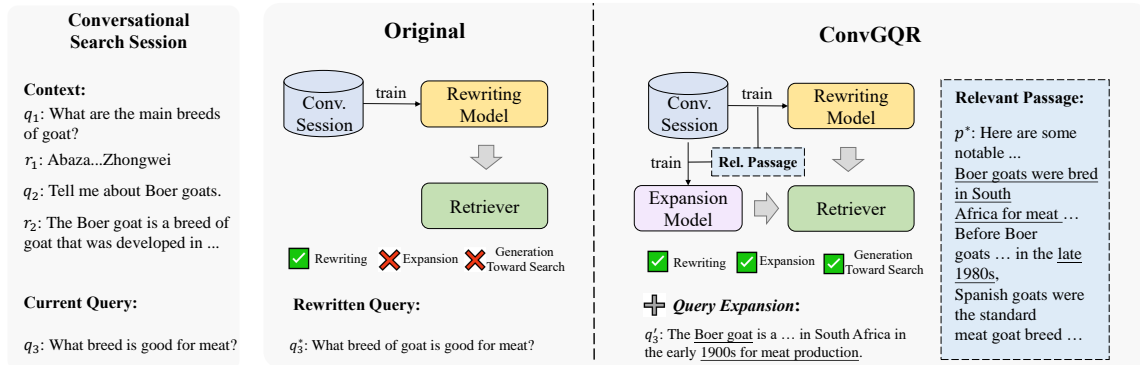 Conversational
Search Session
Context:
q₁: What are the main breeds
of goat?
r₁: Abaza...Zhongwei
q₂: Tell me about Boer goats.
r₂: The Boer goat is a breed of
goat that was developed in ...
Current Query:
q₃: What breed is good for meat?
Original
Conv.
Session
train
Rewriting
Model
Retriever
Rewriting
Expansion
Generation
Toward Search
Rewritten Query:
q₃*: What breed of goat is good for meat?
ConvGQR
Conv.
Session
train
Rewriting
Model
train
Rel. Passage
Expansion
Model
Retriever
Rewriting
Expansion
Generation
Toward Search
Query Expansion:
q₃′: The Boer goat is a … in South Africa in
the early 1900s for meat production.
Relevant Passage:
p*: Here are some
notable ...
Boer goats were bred
in South
Africa for meat …
Before Boer
goats … in the late
1980s,
Spanish goats were
the standard
meat goat breed …